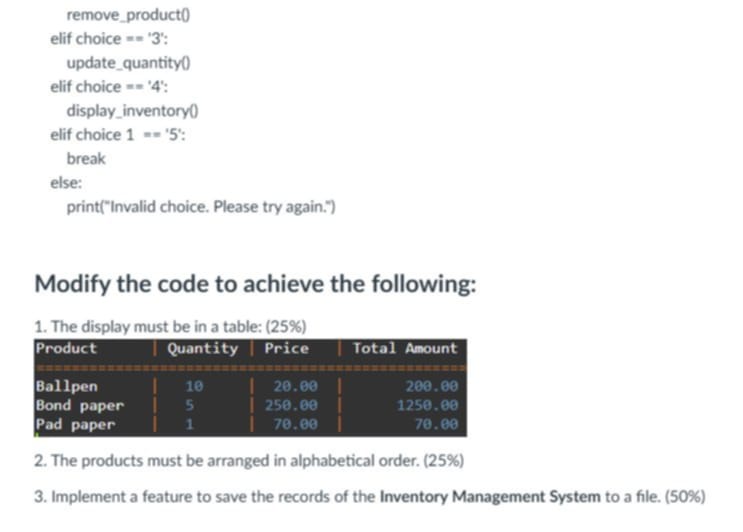 remove_product()
elif choice == '3':
update_quantity()
elif choice == '4':
display_inventory()
elif choice 1 == '5':
break
else:
print("Invalid choice. Please try again.")
Modify the code to achieve the following:
1. The display must be in a table: (25%)
Product | Quantity | Price | Total Amount
==================================================
Ballpen | 10 | 20.00 | 200.00
Bond paper | 5 | 250.00 | 1250.00
Pad paper | 1 | 70.00 | 70.00
2. The products must be arranged in alphabetical order. (25%)
3. Implement a feature to save the records of the Inventory Management System to a file. (50%)